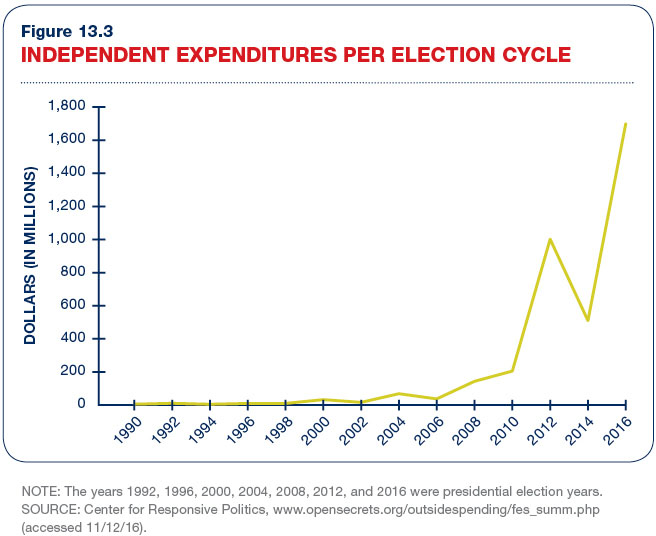 Figure 13.3
INDEPENDENT EXPENDITURES PER ELECTION CYCLE
DOLLARS (IN MILLIONS)
1,800
1,600
1,400
1,200
1,000
800
600
400
200
0
1990 1992 1994 1996 1998 2000 2002 2004 2006 2008 2010 2012 2014 2016
NOTE: The years 1992, 1996, 2000, 2004, 2008, 2012, and 2016 were presidential election years.
SOURCE: Center for Responsive Politics, www.opensecrets.org/outsidespending/fes_summ.php
(accessed 11/12/16).